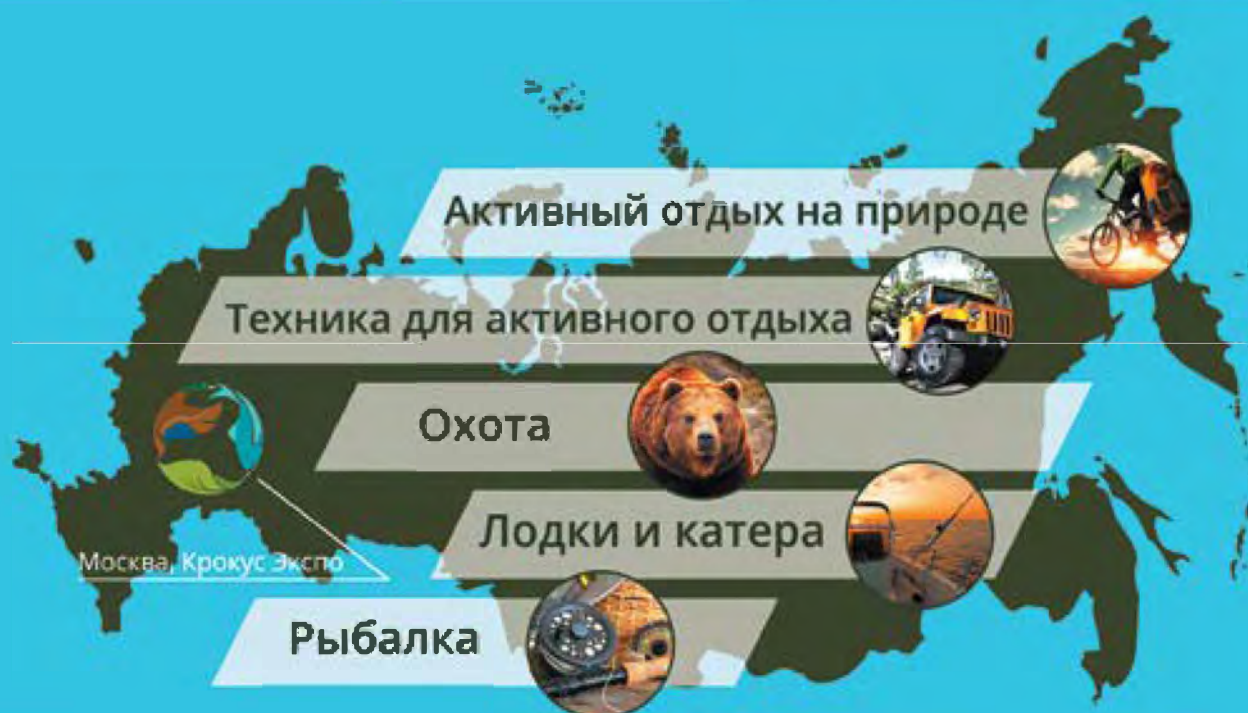 Активный отдых на природе
Техника для активного отдыха
Охота
Лодки и катера
Москва, Крокус Экспо
Рыбалка